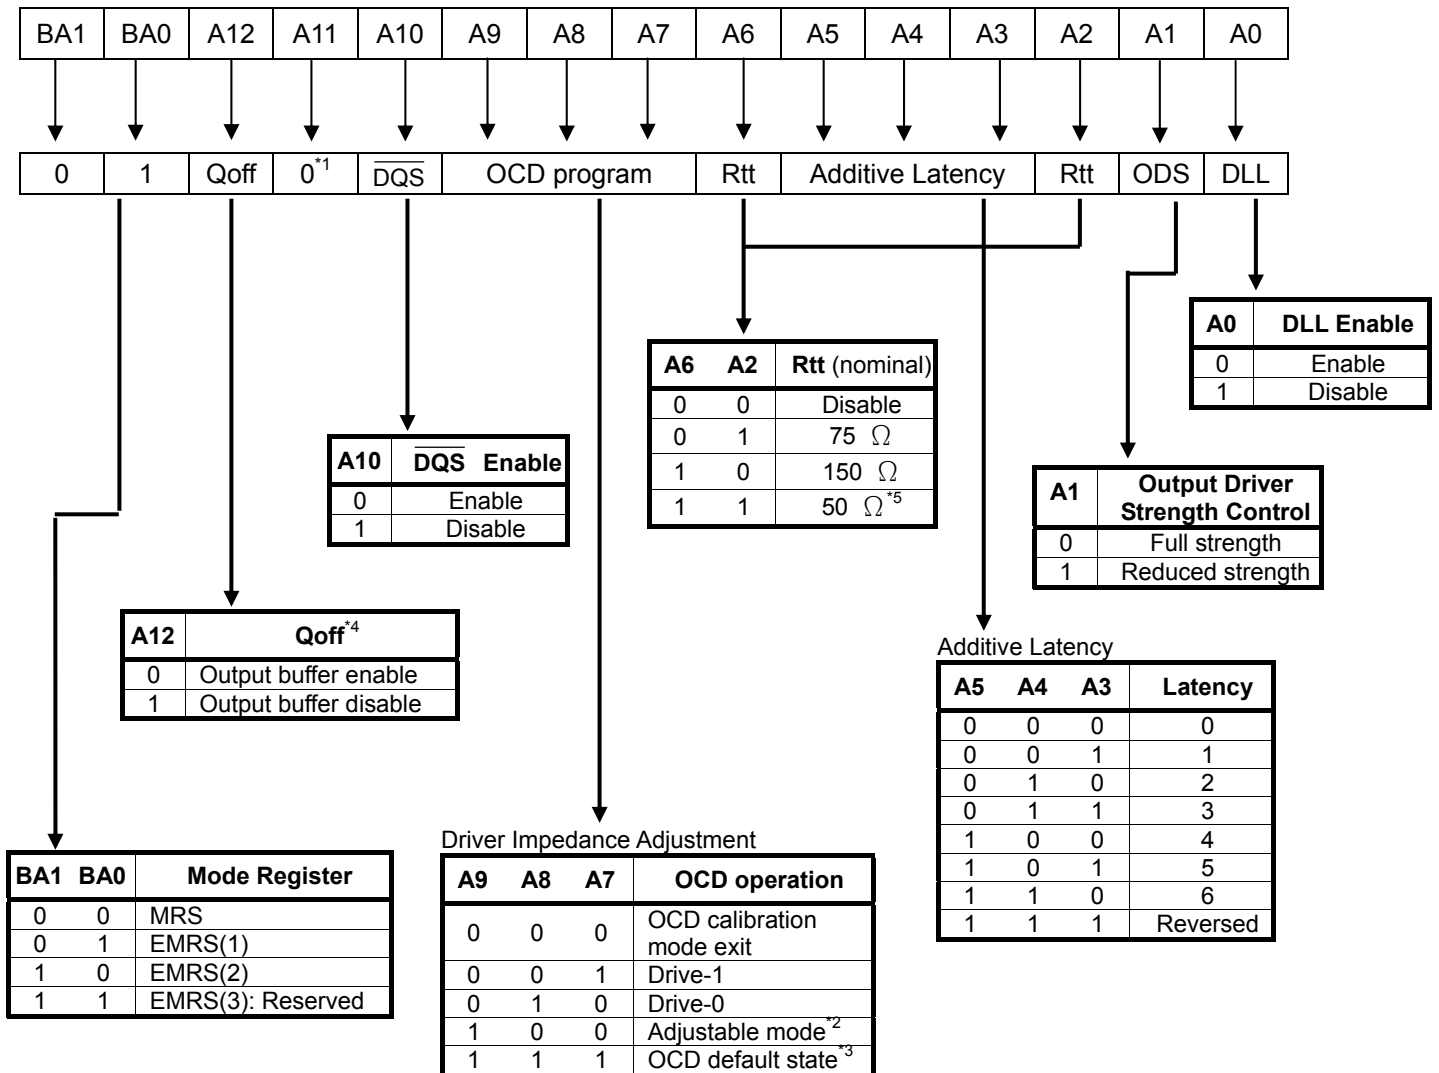 BA1 BA0 A12 A11 A10 A9 A8 A7 A6 A5 A4 A3 A2 A1 A0
0 1 Qoff 0*1 DQS OCD program Rtt Additive Latency Rtt ODS DLL
A0 DLL Enable
0 Enable
1 Disable
A6 A2 Rtt (nominal)
0 0 Disable
0 1 75 Ω
1 0 150 Ω
1 1 50 Ω*5
A10 DQS Enable
0 Enable
1 Disable
A1 Output Driver
Strength Control
0 Full strength
1 Reduced strength
A12 Qoff*4
0 Output buffer enable
1 Output buffer disable
Additive Latency
A5 A4 A3 Latency
0 0 0 0
0 0 1 1
0 1 0 2
0 1 1 3
1 0 0 4
1 0 1 5
1 1 0 6
1 1 1 Reversed
BA1 BA0 Mode Register
0 0 MRS
0 1 EMRS(1)
1 0 EMRS(2)
1 1 EMRS(3): Reserved
Driver Impedance Adjustment
A9 A8 A7 OCD operation
0 0 0 OCD calibration
mode exit
0 0 1 Drive-1
0 1 0 Drive-0
1 0 0 Adjustable mode*2
1 1 1 OCD default state*3